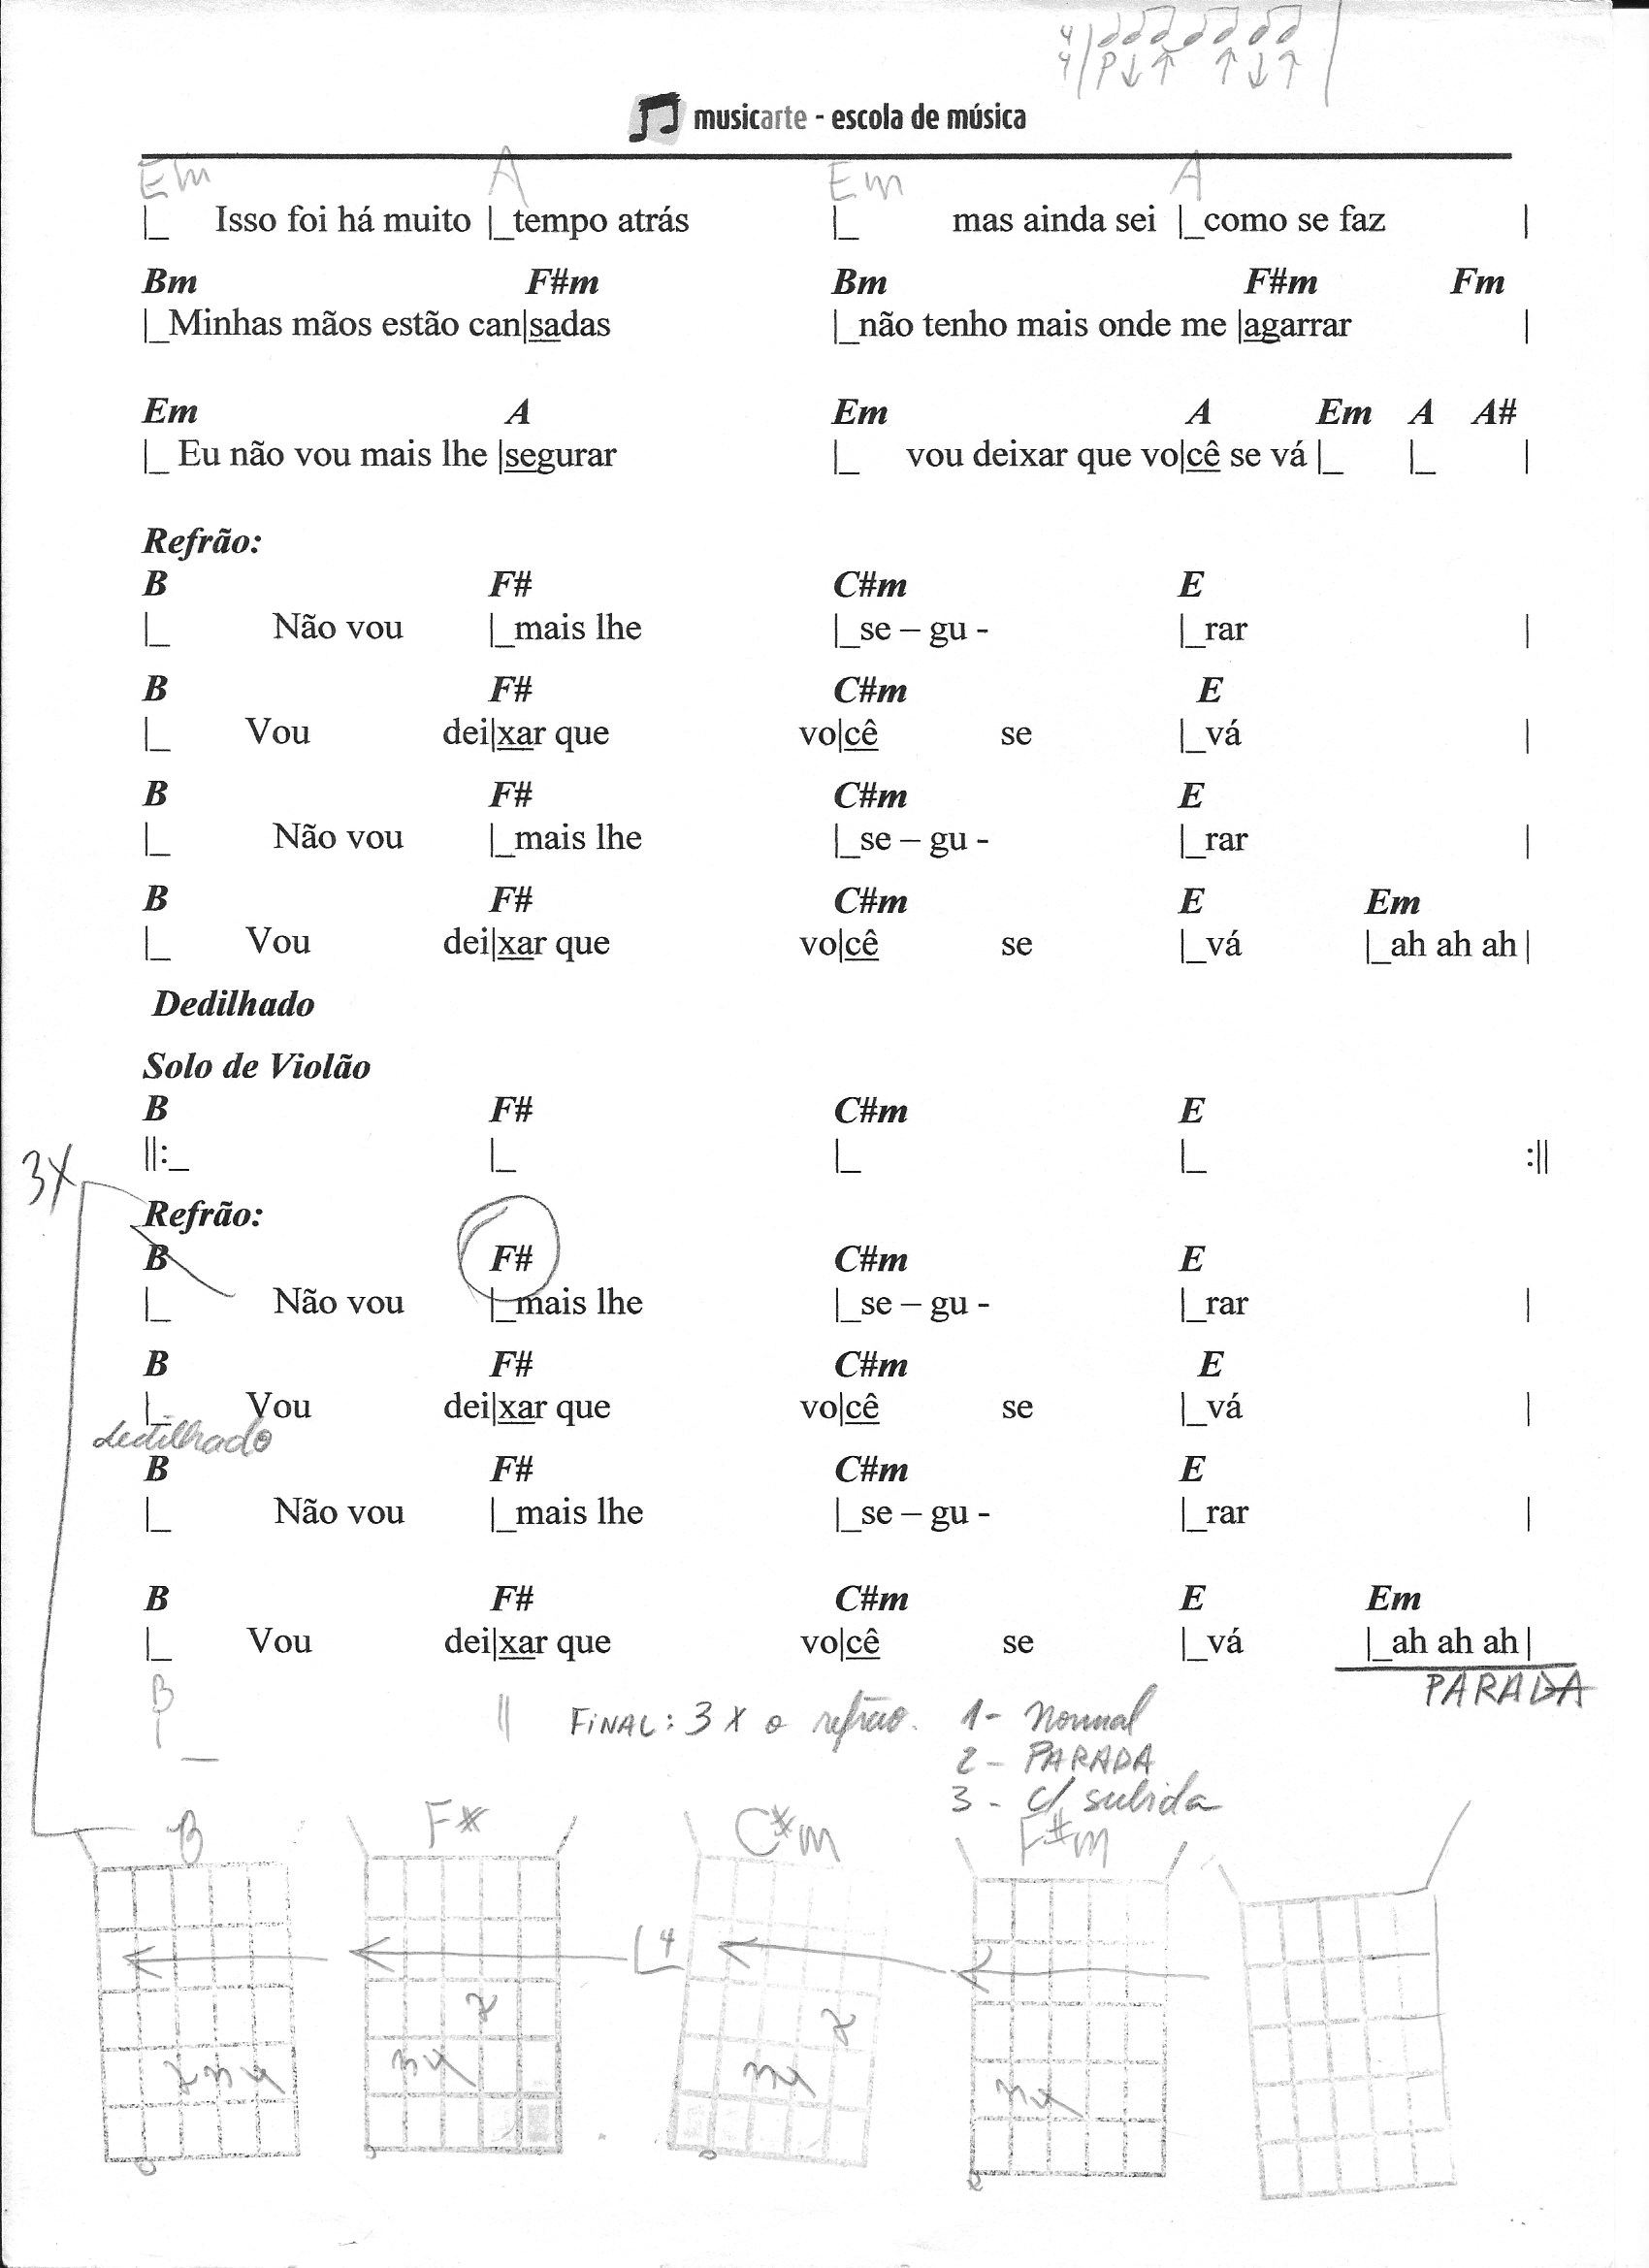 4
4 P ↓ ↑ ↑ ↓ ↑
musicarte - escola de música
Em A Em A
|_ Isso foi há muito |_tempo atrás |_ mas ainda sei |_como se faz |
Bm F#m Bm F#m Fm
|_Minhas mãos estão can|sadas |_não tenho mais onde me |agarrar |
Em A Em A Em A A#
|_ Eu não vou mais lhe |segurar |_ vou deixar que vo|cê se vá |_ |_ |
Refrão:
B F# C#m E
|_ Não vou |_mais lhe |_se – gu - |_rar |
B F# C#m E
|_ Vou dei|xar que vo|cê se |_vá |
B F# C#m E
|_ Não vou |_mais lhe |_se – gu - |_rar |
B F# C#m E Em
|_ Vou dei|xar que vo|cê se |_vá |_ah ah ah |
Dedilhado
Solo de Violão
B F# C#m E
||:_ |_ |_ |_ :||
3X
Refrão:
B F# C#m E
|_ Não vou |_mais lhe |_se – gu - |_rar |
B F# C#m E
|_ Vou dei|xar que vo|cê se |_vá |
dedilhado
B F# C#m E
|_ Não vou |_mais lhe |_se – gu - |_rar |
B F# C#m E Em
|_ Vou dei|xar que vo|cê se |_vá |_ah ah ah |
PARADA
B || FINAL: 3 X o refrão. 1- Normal
2 - PARADA
3 - c/ subida
B F# C#m F#m
4
2 2
2 3 4 3 4 3 4 3 4